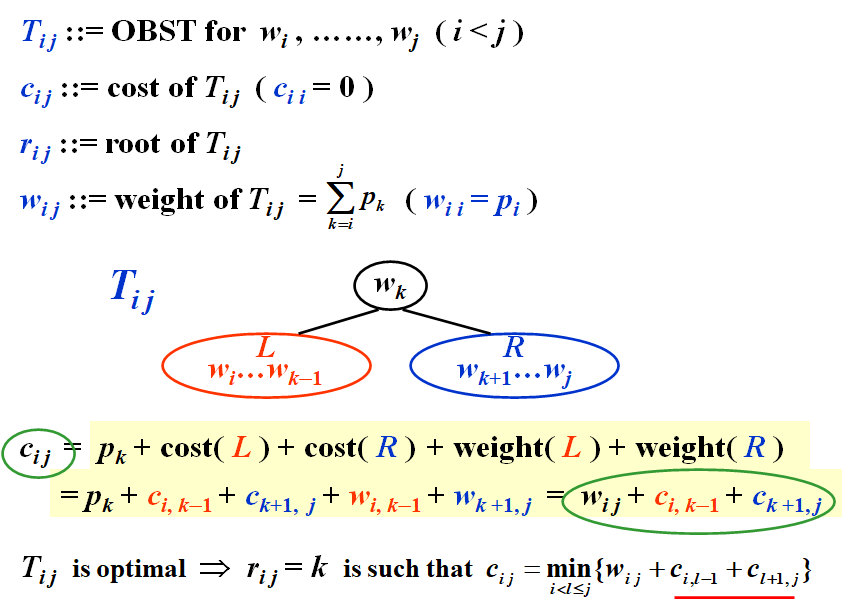 T_{ij} ::= OBST for w_i , ……, w_j ( i < j )
c_{ij} ::= cost of T_{ij} ( c_{ii} = 0 )
r_{ij} ::= root of T_{ij}
w_{ij} ::= weight of T_{ij} = \sum_{k=i}^{j} p_k ( w_{ii} = p_i )
T_{ij}
w_k
L
w_i…w_{k–1}
R
w_{k+1}…w_j
c_{ij} = p_k + cost( L ) + cost( R ) + weight( L ) + weight( R )
= p_k + c_{i, k–1} + c_{k+1, j} + w_{i, k–1} + w_{k+1, j} = w_{ij} + c_{i, k–1} + c_{k+1, j}
T_{ij} is optimal ⇒ r_{ij} = k is such that c_{ij} = \min_{i<l≤j} {w_{ij} + c_{i,l–1} + c_{l+1,j}}